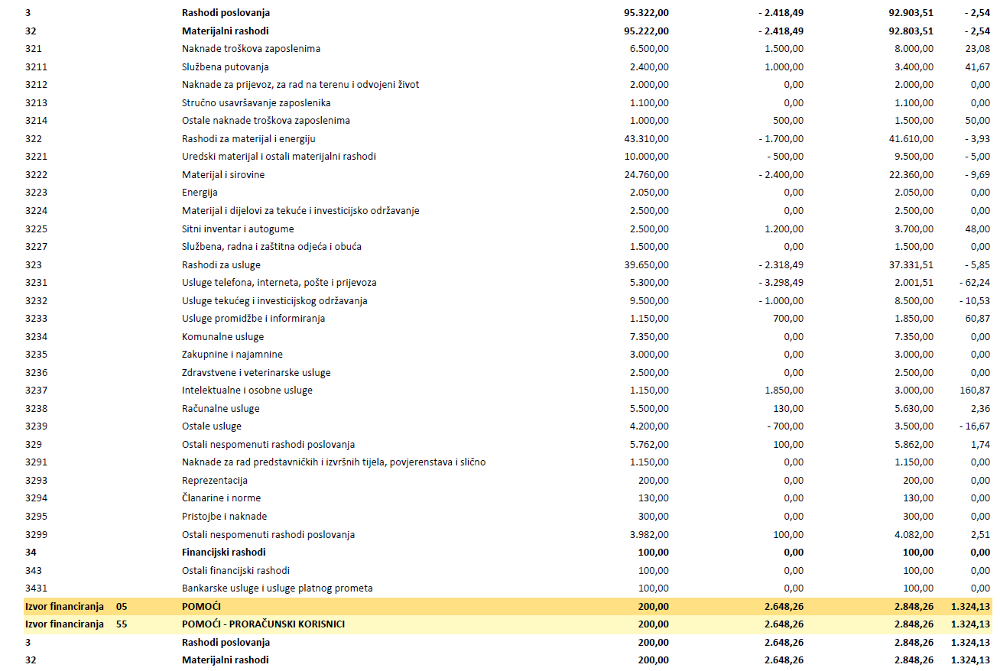 3 Rashodi poslovanja 95.322,00 - 2.418,49 92.903,51 - 2,54
32 Materijalni rashodi 95.222,00 - 2.418,49 92.803,51 - 2,54
321 Naknade troškova zaposlenima 6.500,00 1.500,00 8.000,00 23,08
3211 Službena putovanja 2.400,00 1.000,00 3.400,00 41,67
3212 Naknade za prijevoz, za rad na terenu i odvojeni život 2.000,00 0,00 2.000,00 0,00
3213 Stručno usavršavanje zaposlenika 1.100,00 0,00 1.100,00 0,00
3214 Ostale naknade troškova zaposlenima 1.000,00 500,00 1.500,00 50,00
322 Rashodi za materijal i energiju 43.310,00 - 1.700,00 41.610,00 - 3,93
3221 Uredski materijal i ostali materijalni rashodi 10.000,00 - 500,00 9.500,00 - 5,00
3222 Materijal i sirovine 24.760,00 - 2.400,00 22.360,00 - 9,69
3223 Energija 2.050,00 0,00 2.050,00 0,00
3224 Materijal i dijelovi za tekuće i investicijsko održavanje 2.500,00 0,00 2.500,00 0,00
3225 Sitni inventar i autogume 2.500,00 1.200,00 3.700,00 48,00
3227 Službena, radna i zaštitna odjeća i obuća 1.500,00 0,00 1.500,00 0,00
323 Rashodi za usluge 39.650,00 - 2.318,49 37.331,51 - 5,85
3231 Usluge telefona, interneta, pošte i prijevoza 5.300,00 - 3.298,49 2.001,51 - 62,24
3232 Usluge tekućeg i investicijskog održavanja 9.500,00 - 1.000,00 8.500,00 - 10,53
3233 Usluge promidžbe i informiranja 1.150,00 700,00 1.850,00 60,87
3234 Komunalne usluge 7.350,00 0,00 7.350,00 0,00
3235 Zakupnine i najamnine 3.000,00 0,00 3.000,00 0,00
3236 Zdravstvene i veterinarske usluge 2.500,00 0,00 2.500,00 0,00
3237 Intelektualne i osobne usluge 1.150,00 1.850,00 3.000,00 160,87
3238 Računalne usluge 5.500,00 130,00 5.630,00 2,36
3239 Ostale usluge 4.200,00 - 700,00 3.500,00 - 16,67
329 Ostali nespomenuti rashodi poslovanja 5.762,00 100,00 5.862,00 1,74
3291 Naknade za rad predstavničkih i izvršnih tijela, povjerenstava i slično 1.150,00 0,00 1.150,00 0,00
3293 Reprezentacija 200,00 0,00 200,00 0,00
3294 Članarine i norme 130,00 0,00 130,00 0,00
3295 Pristojbe i naknade 300,00 0,00 300,00 0,00
3299 Ostali nespomenuti rashodi poslovanja 3.982,00 100,00 4.082,00 2,51
34 Financijski rashodi 100,00 0,00 100,00 0,00
343 Ostali financijski rashodi 100,00 0,00 100,00 0,00
3431 Bankarske usluge i usluge platnog prometa 100,00 0,00 100,00 0,00
Izvor financiranja 05 POMOĆI 200,00 2.648,26 2.848,26 1.324,13
Izvor financiranja 55 POMOĆI - PRORAČUNSKI KORISNICI 200,00 2.648,26 2.848,26 1.324,13
3 Rashodi poslovanja 200,00 2.648,26 2.848,26 1.324,13
32 Materijalni rashodi 200,00 2.648,26 2.848,26 1.324,13